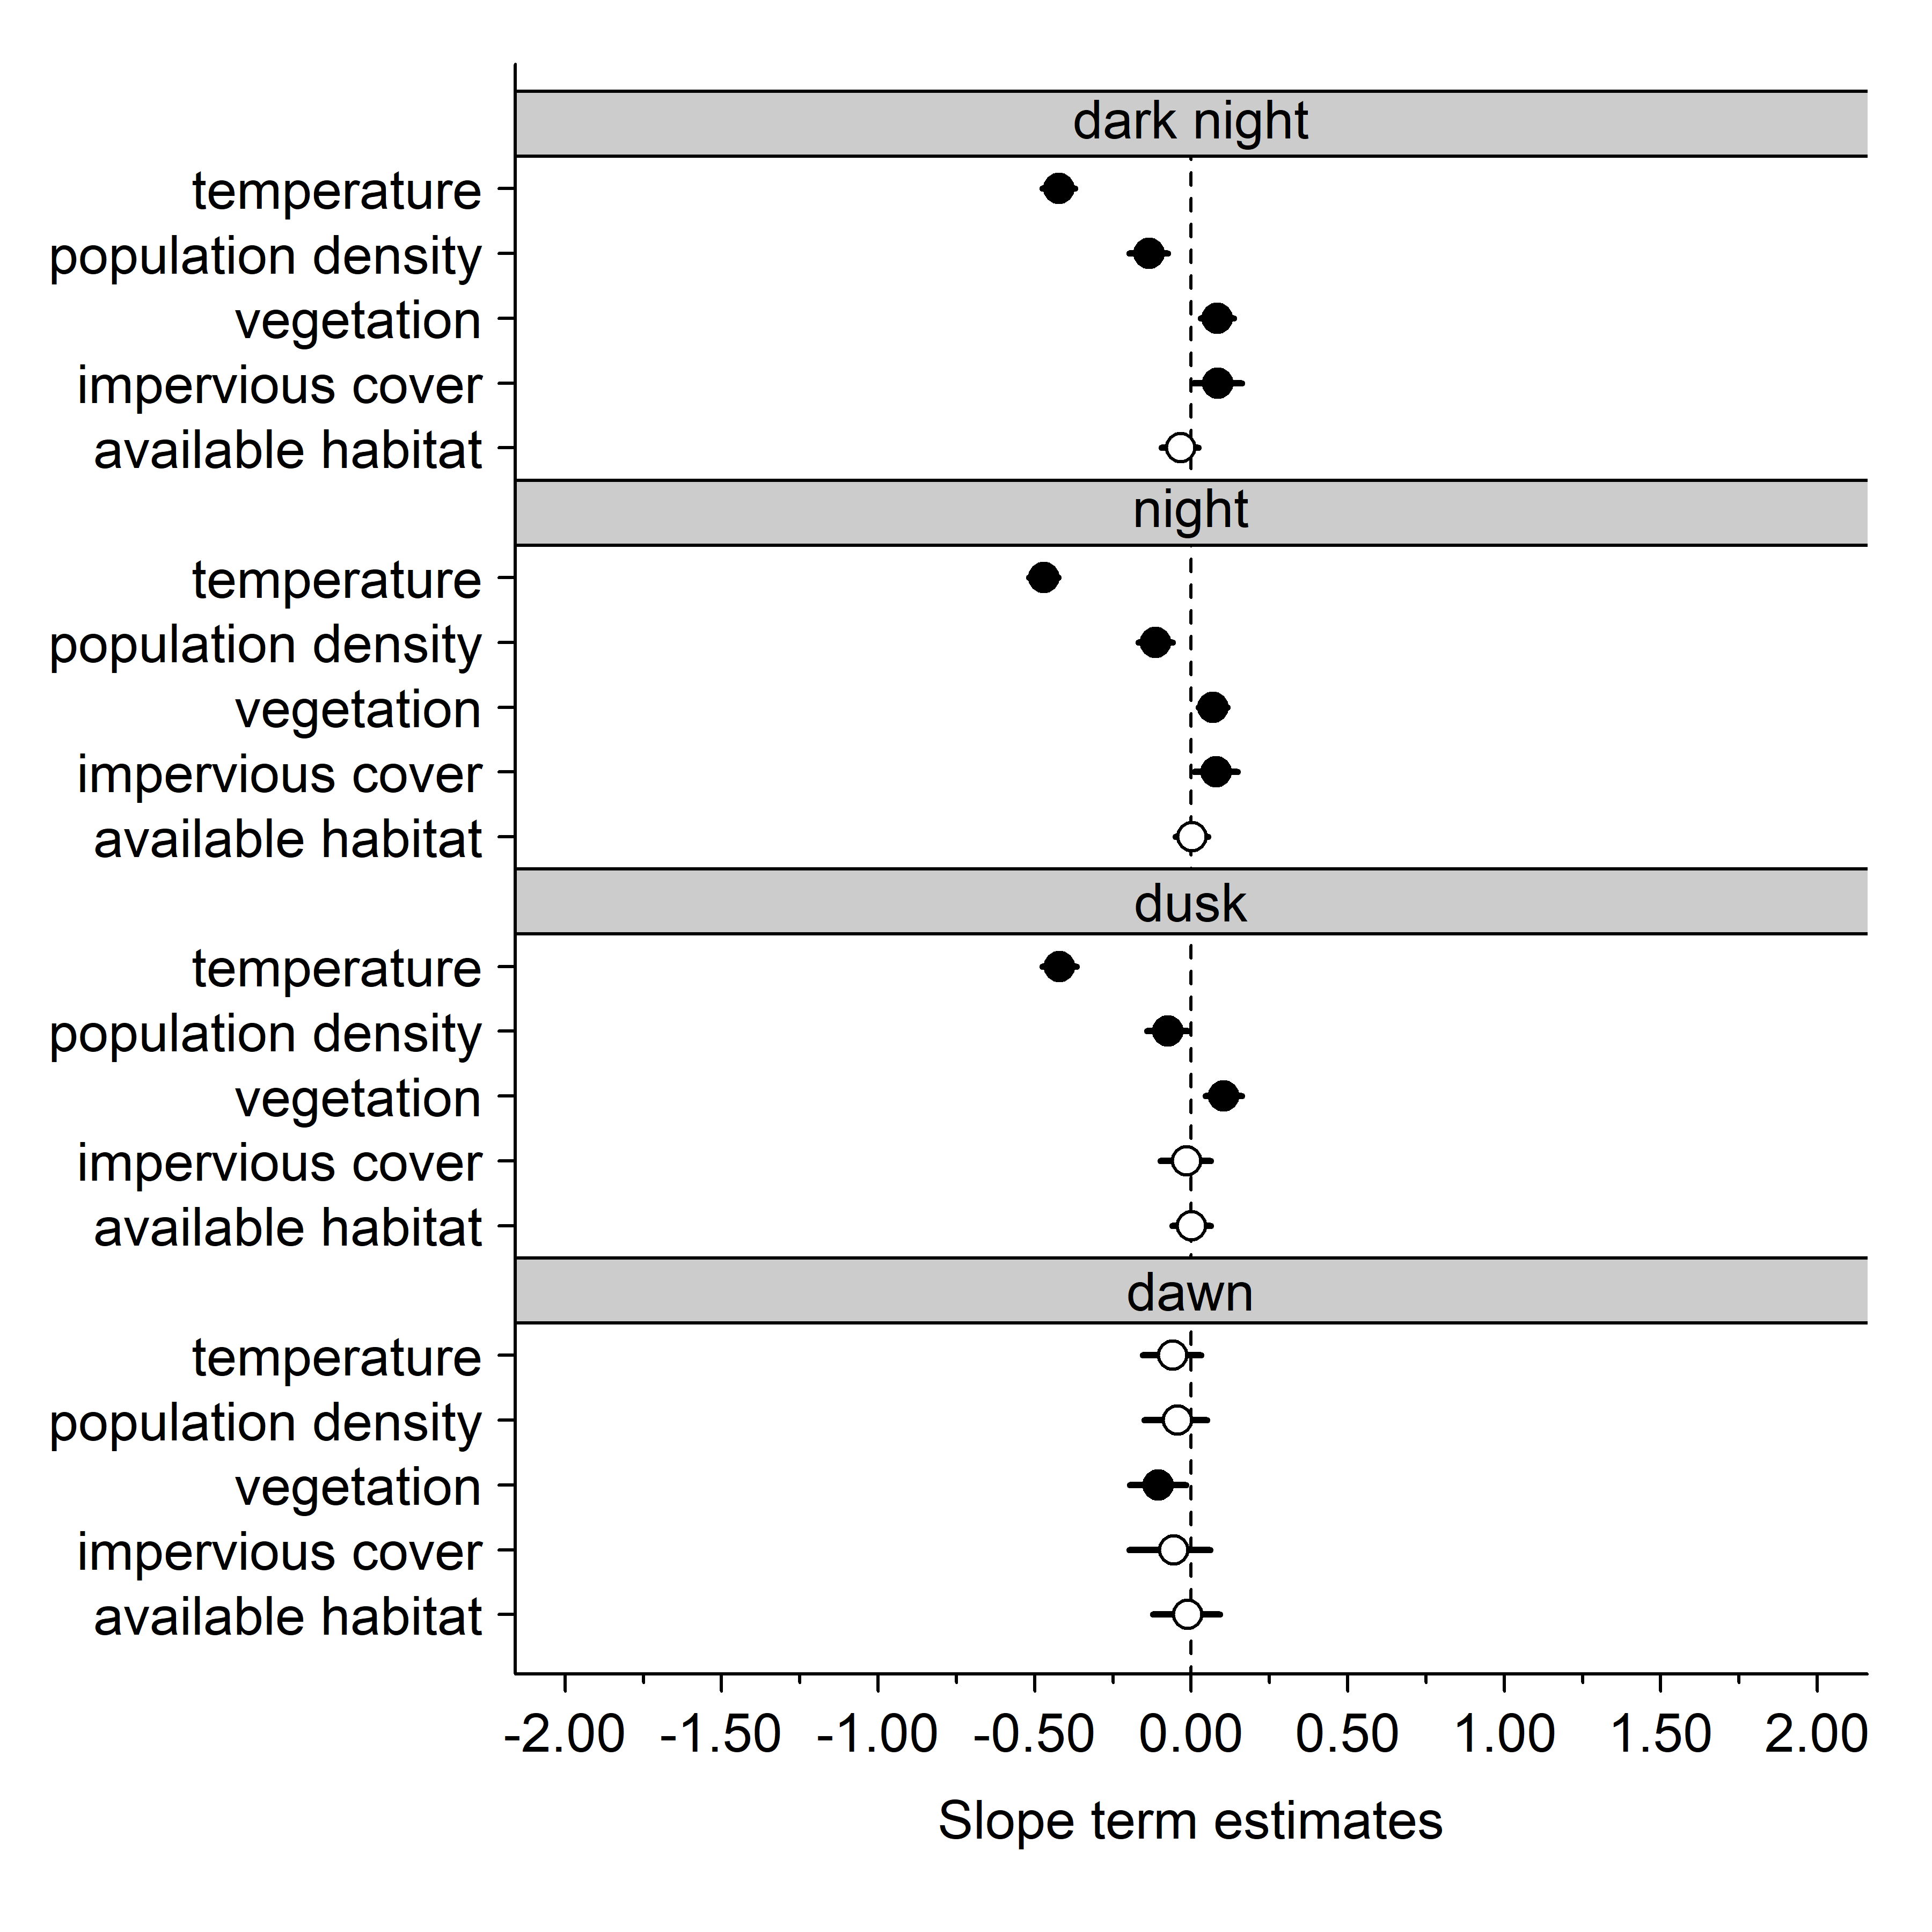 dark night
temperature
population density
vegetation
impervious cover
available habitat
night
temperature
population density
vegetation
impervious cover
available habitat
dusk
temperature
population density
vegetation
impervious cover
available habitat
dawn
temperature
population density
vegetation
impervious cover
available habitat
-2.00 -1.50 -1.00 -0.50 0.00 0.50 1.00 1.50 2.00
Slope term estimates